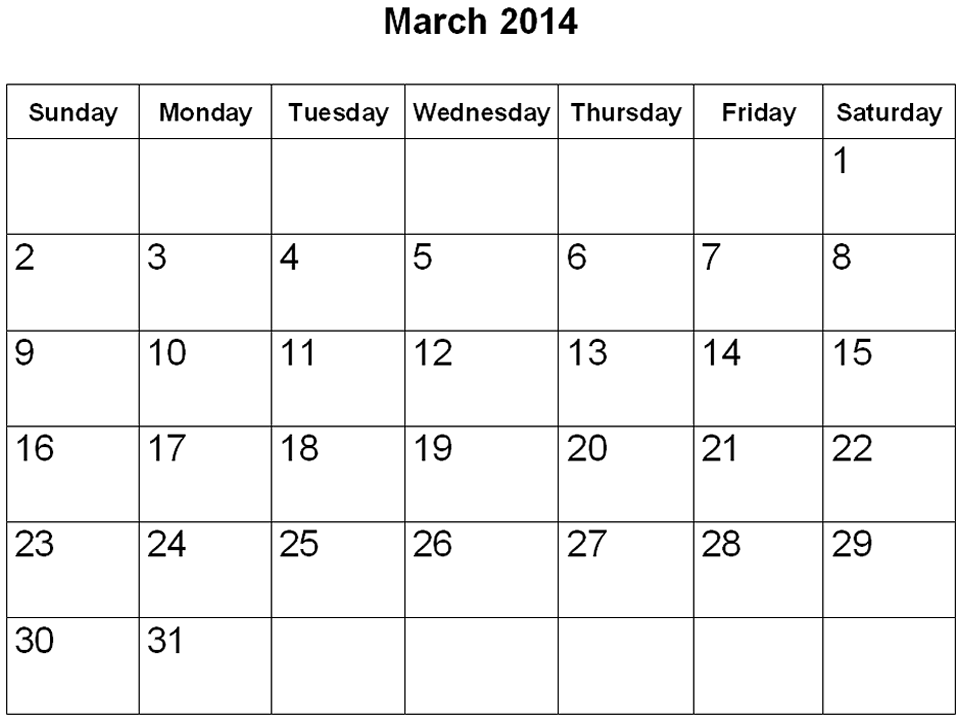 March 2014
Sunday Monday Tuesday Wednesday Thursday Friday Saturday
1
2 3 4 5 6 7 8
9 10 11 12 13 14 15
16 17 18 19 20 21 22
23 24 25 26 27 28 29
30 31